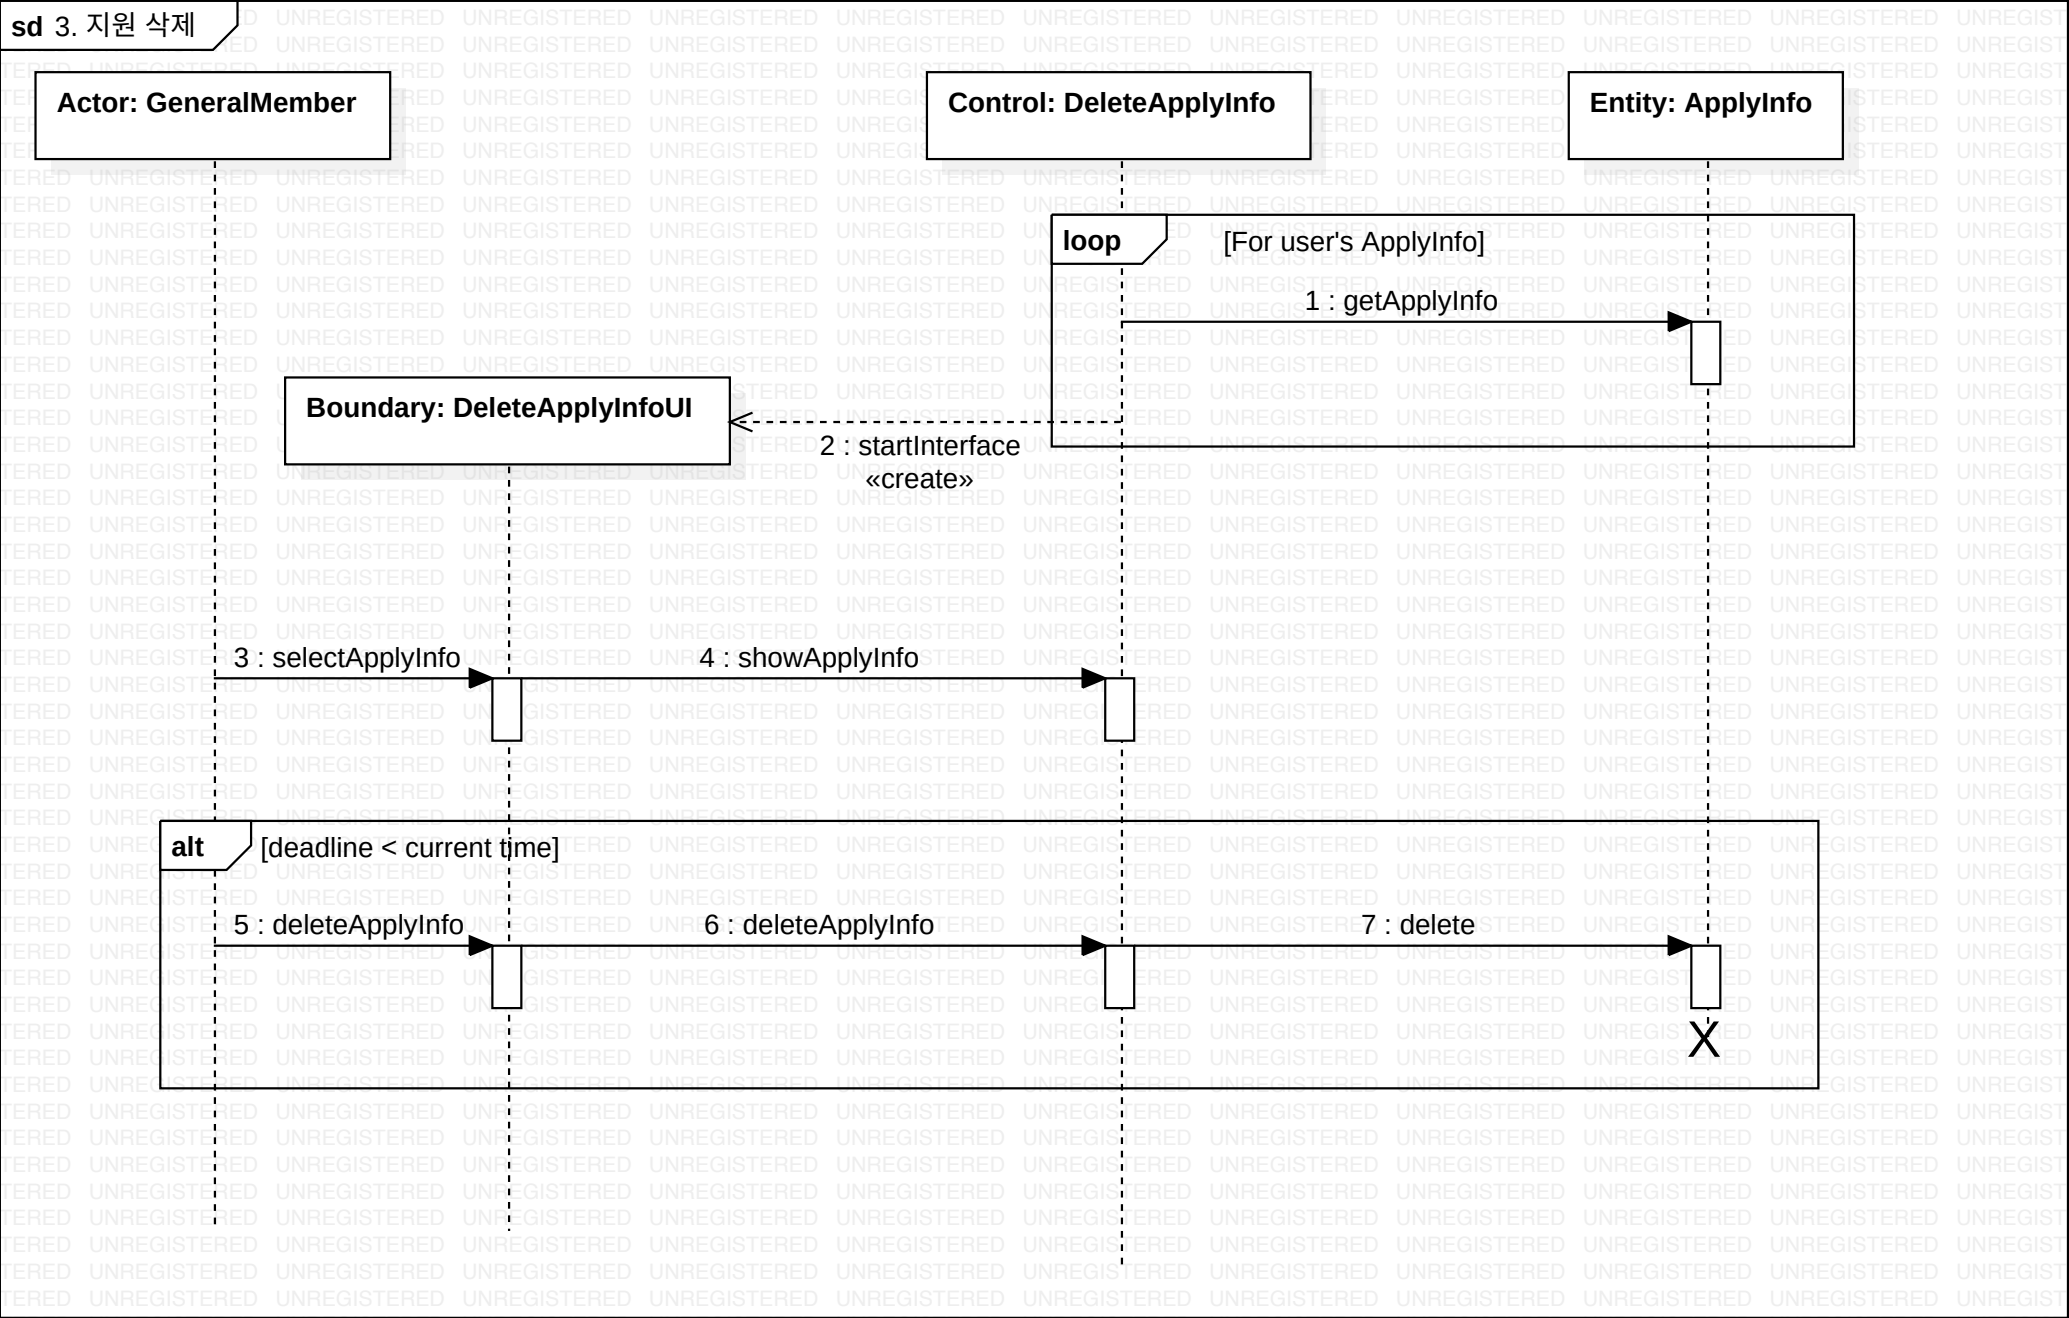 sd 3. 지원 삭제
Actor: GeneralMember
Control: DeleteApplyInfo
Entity: ApplyInfo
loop
[For user's ApplyInfo]
1 : getApplyInfo
Boundary: DeleteApplyInfoUI
2 : startInterface
«create»
3 : selectApplyInfo
4 : showApplyInfo
alt
[deadline < current time]
5 : deleteApplyInfo
6 : deleteApplyInfo
7 : delete
X
UNREGISTERED